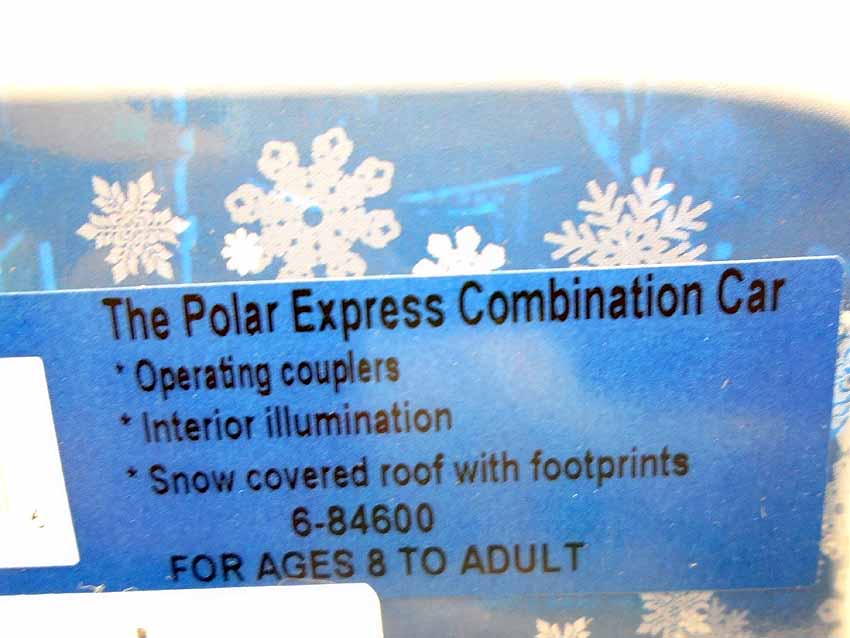 The Polar Express Combination Car
* Operating couplers
* Interior illumination
* Snow covered roof with footprints
6-84600
FOR AGES 8 TO ADULT